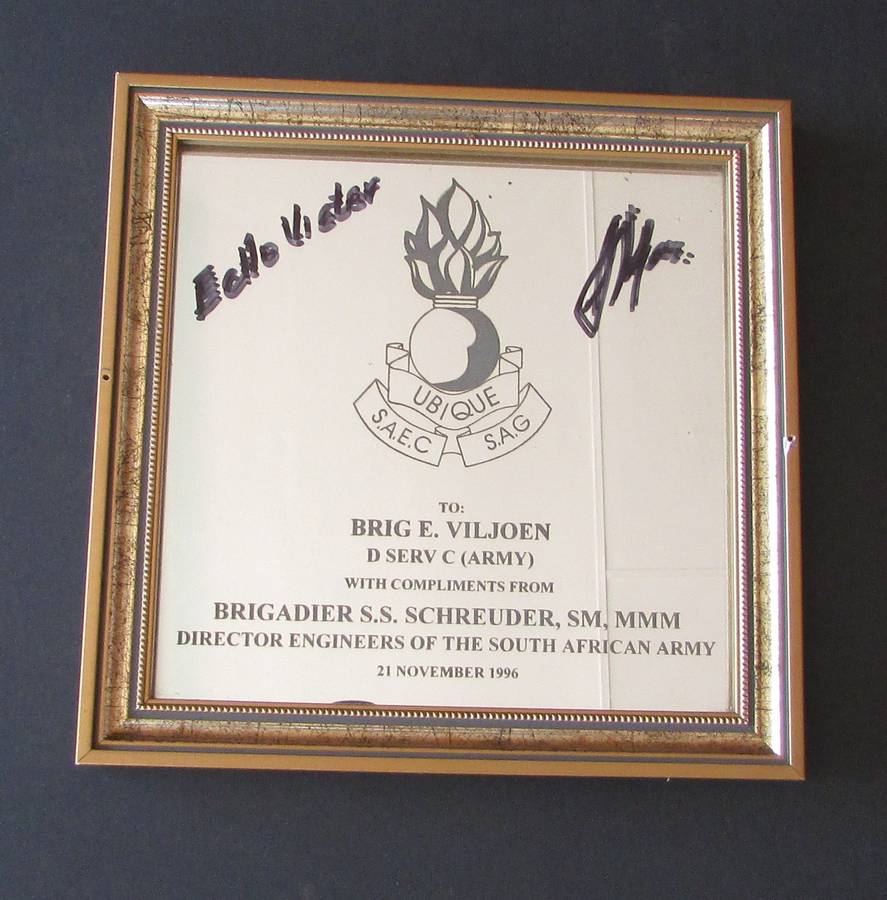 Hello Victor
UBIQUE
S.A.E.C S.A.G
TO:
BRIG E. VILJOEN
D SERV C (ARMY)
WITH COMPLIMENTS FROM
BRIGADIER S.S. SCHREUDER, SM, MMM
DIRECTOR ENGINEERS OF THE SOUTH AFRICAN ARMY
21 NOVEMBER 1996